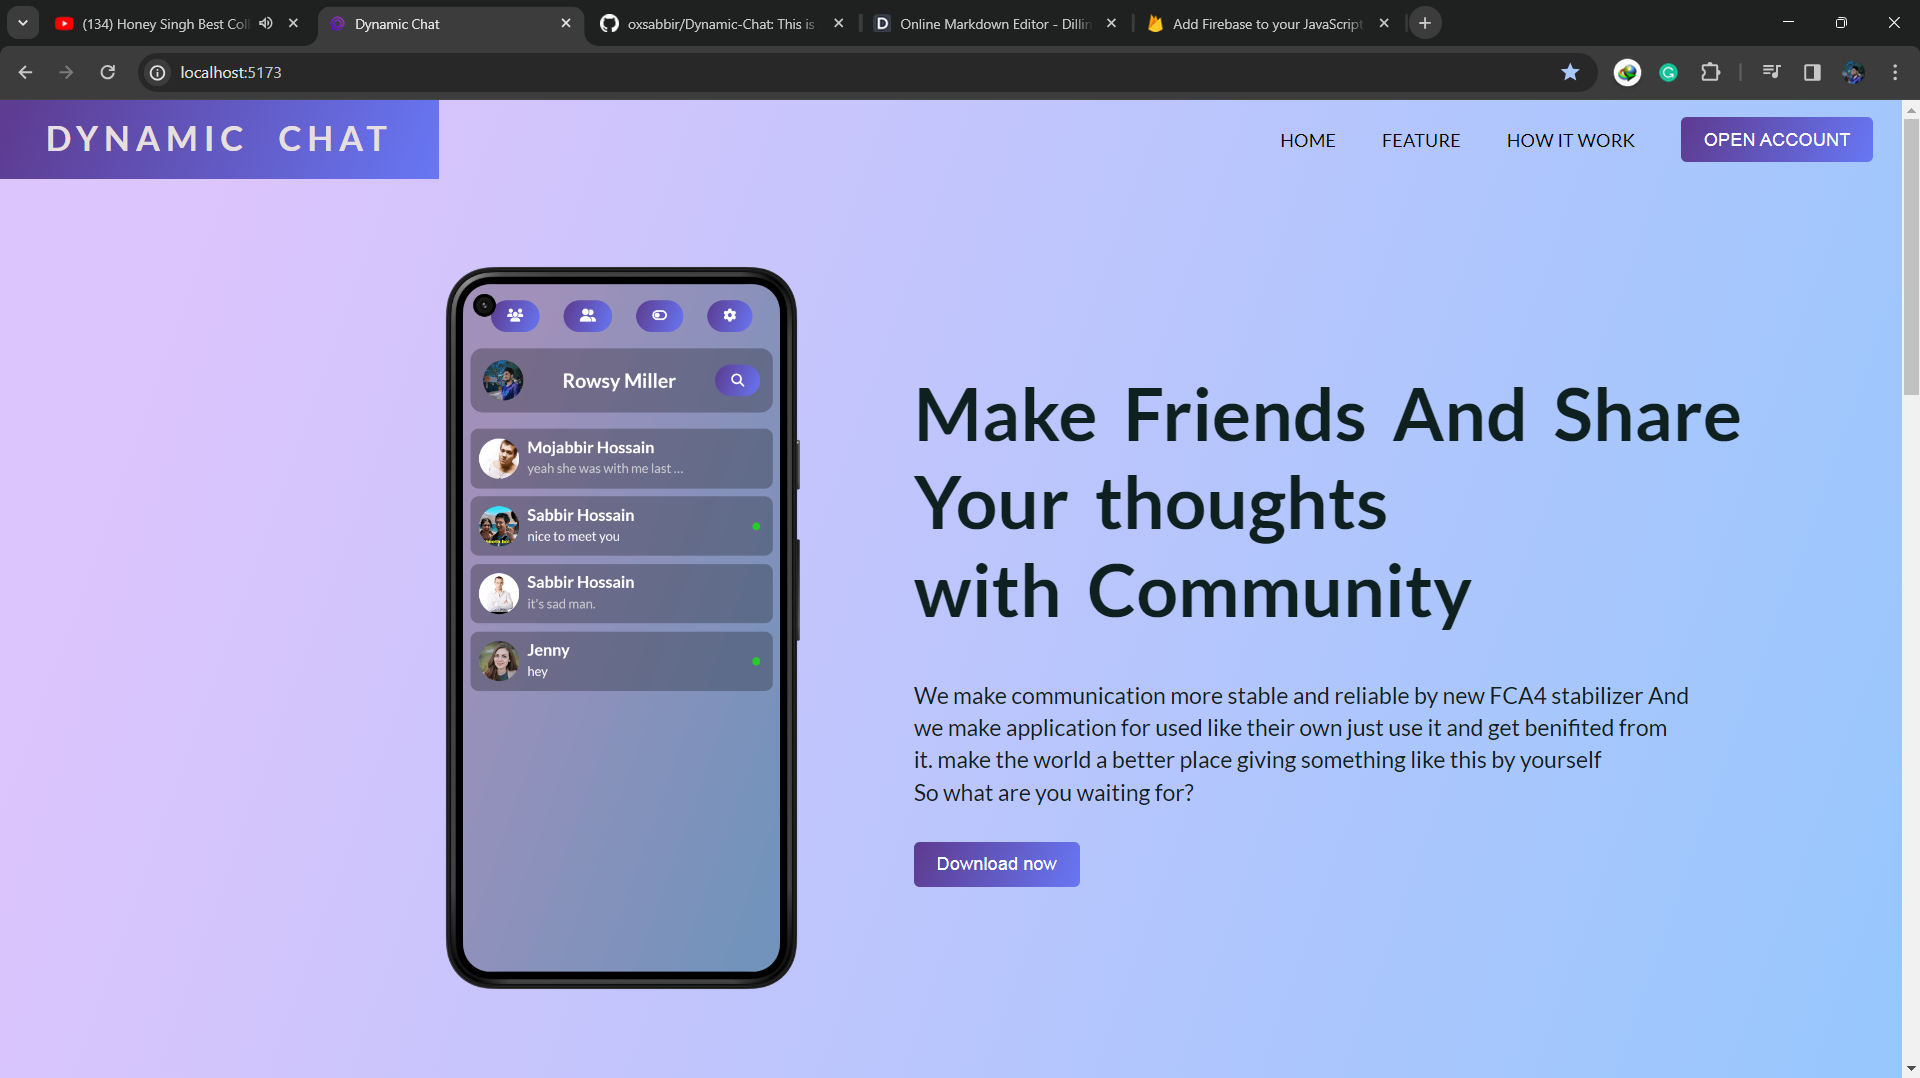 (134) Honey Singh Best Col
Dynamic Chat
oxsabbir/Dynamic-Chat: This is
Online Markdown Editor - Dillin
Add Firebase to your JavaScript
localhost:5173
DYNAMIC CHAT
HOME
FEATURE
HOW IT WORK
OPEN ACCOUNT
Rowsy Miller
Mojabbir Hossain
yeah she was with me last ...
Sabbir Hossain
nice to meet you
Sabbir Hossain
it's sad man.
Jenny
hey
Make Friends And Share
Your thoughts
with Community
We make communication more stable and reliable by new FCA4 stabilizer And
we make application for used like their own just use it and get benifited from
it. make the world a better place giving something like this by yourself
So what are you waiting for?
Download now